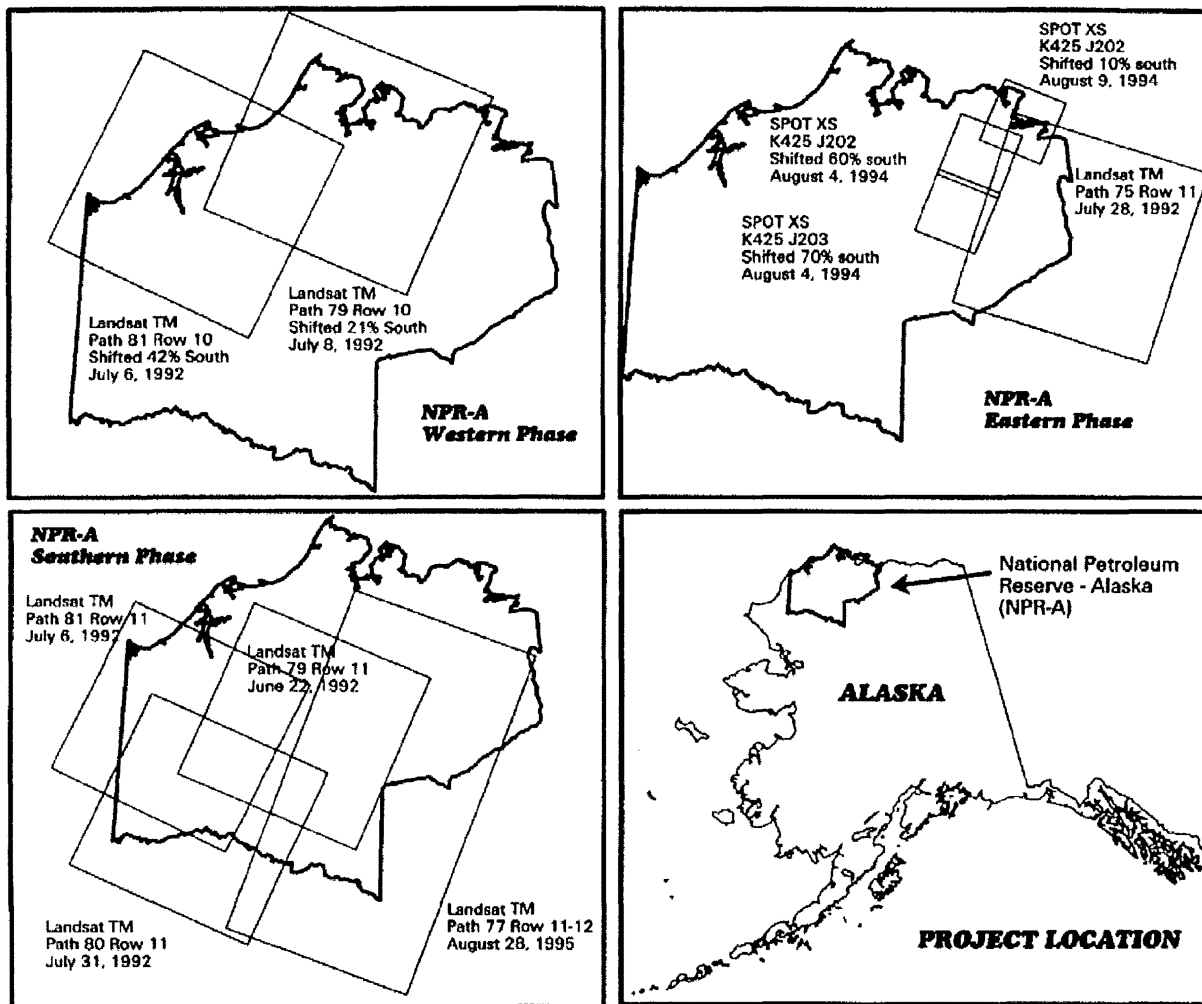 Landsat TM
Path 81 Row 10
Shifted 42% South
July 6, 1992
Landsat TM
Path 79 Row 10
Shifted 21% South
July 8, 1992
NPR-A
Western Phase
SPOT XS
K425 J202
Shifted 10% south
August 9, 1994
SPOT XS
K425 J202
Shifted 60% south
August 4, 1994
SPOT XS
K425 J203
Shifted 70% south
August 4, 1994
Landsat TM
Path 75 Row 11
July 28, 1992
NPR-A
Eastern Phase
NPR-A
Southern Phase
Landsat TM
Path 81 Row 11
July 6, 1992
Landsat TM
Path 79 Row 11
June 22, 1992
Landsat TM
Path 80 Row 11
July 31, 1992
Landsat TM
Path 77 Row 11-12
August 28, 1995
National Petroleum
Reserve - Alaska
(NPR-A)
ALASKA
PROJECT LOCATION